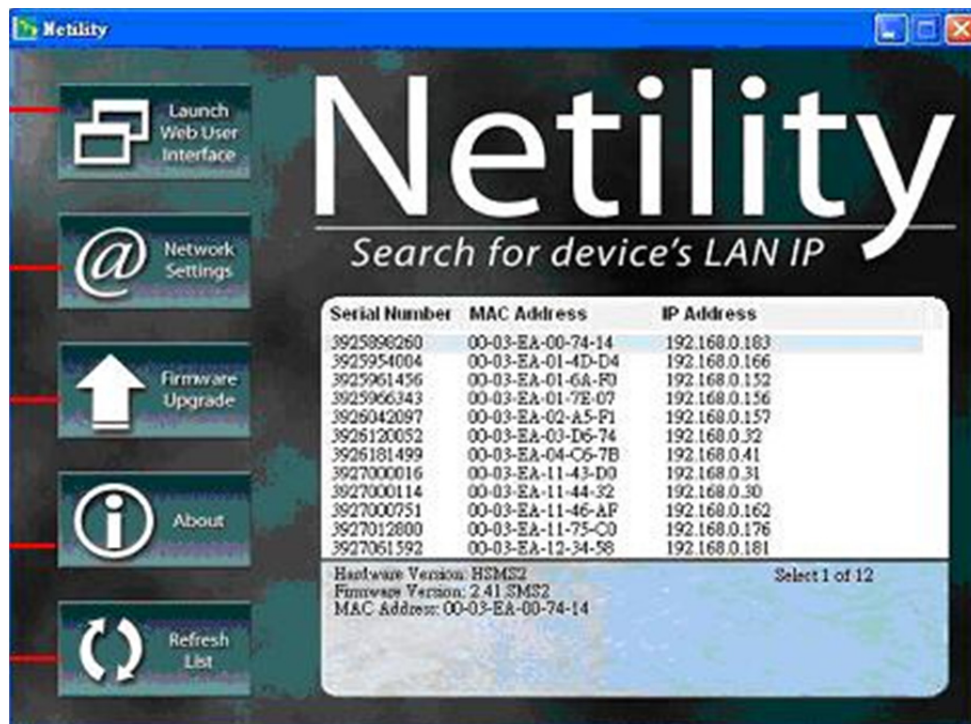 Netility
Launch
Web User
Interface
Network
Settings
Firmware
Upgrade
About
Refresh
List
Netility
Search for device's LAN IP
Serial Number MAC Address IP Address
3925898260 00-03-EA-00-74-14 192.168.0.183
3925954004 00-03-EA-01-4D-D4 192.168.0.166
3925961456 00-03-EA-01-6A-F0 192.168.0.152
3925966343 00-03-EA-01-7E-07 192.168.0.156
3926042097 00-03-EA-02-A5-F1 192.168.0.157
3926120052 00-03-EA-03-D6-74 192.168.0.32
3926181499 00-03-EA-04-C6-7B 192.168.0.41
3927000016 00-03-EA-11-43-D0 192.168.0.31
3927000114 00-03-EA-11-44-32 192.168.0.30
3927000751 00-03-EA-11-46-AF 192.168.0.162
3927012800 00-03-EA-11-75-C0 192.168.0.176
3927061592 00-03-EA-12-34-58 192.168.0.181
Hardware Version: HSMS2 Select 1 of 12
Firmware Version: 2.41.SMS2
MAC Address: 00-03-EA-00-74-14